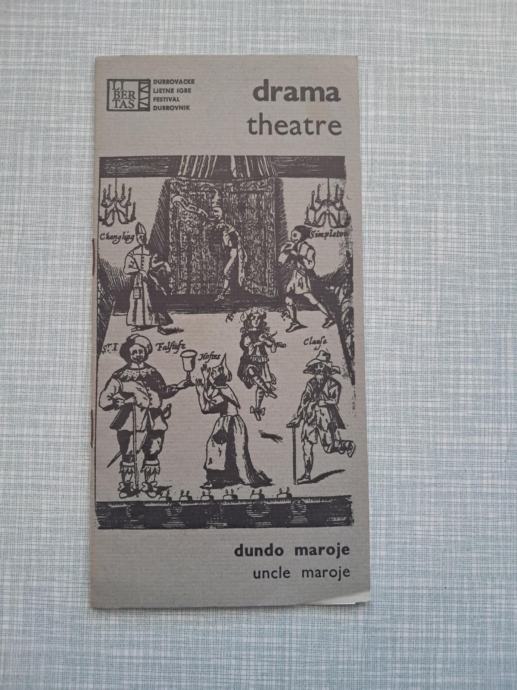 LI
BER
TAS
DUBROVAČKE
LJETNE IGRE
FESTIVAL
DUBROVNIK
drama
theatre
Changling
Simpleton
Sr I Falstafe
Hostes
Clause
dundo maroje
uncle maroje